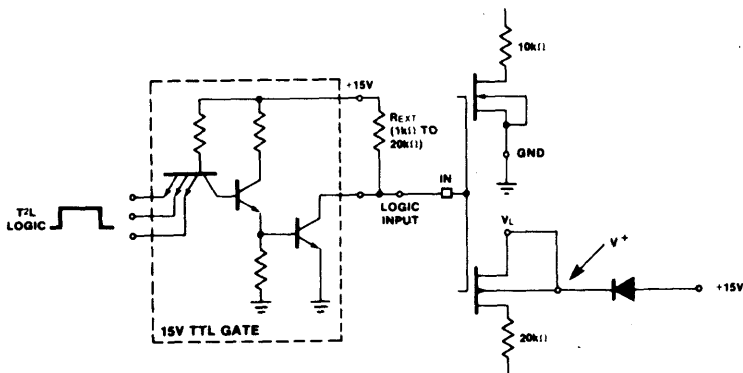 10kΩ
+15V
REXT
(1kΩ TO
20kΩ)
GND
IN
LOGIC
INPUT
T²L
LOGIC
VL
V+
+15V
15V TTL GATE
20kΩ